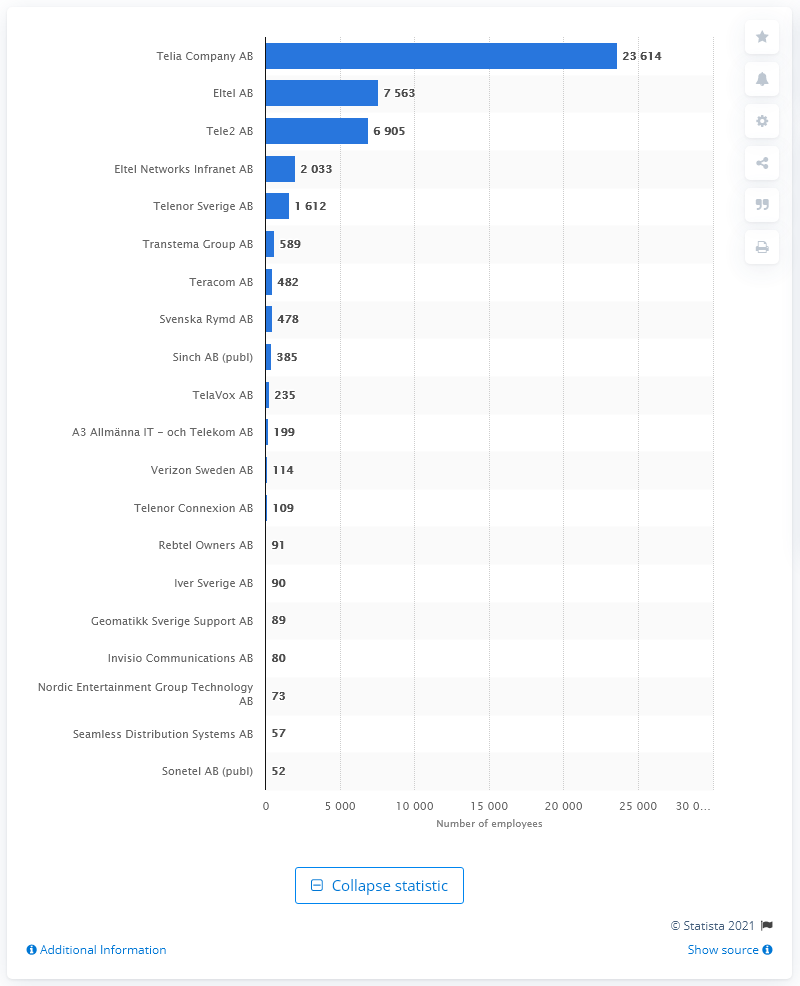 Telia Company AB 23 614
Eltel AB 7 563
Tele2 AB 6 905
Eltel Networks Infranet AB 2 033
Telenor Sverige AB 1 612
Transtema Group AB 589
Teracom AB 482
Svenska Rymd AB 478
Sinch AB (publ) 385
TelaVox AB 235
A3 Allmänna IT - och Telekom AB 199
Verizon Sweden AB 114
Telenor Connexion AB 109
Rebtel Owners AB 91
Iver Sverige AB 90
Geomatikk Sverige Support AB 89
Invisio Communications AB 80
Nordic Entertainment Group Technology
AB 73
Seamless Distribution Systems AB 57
Sonetel AB (publ) 52
0 5 000 10 000 15 000 20 000 25 000 30 0...
Number of employees
Collapse statistic
© Statista 2021
Additional Information
Show source